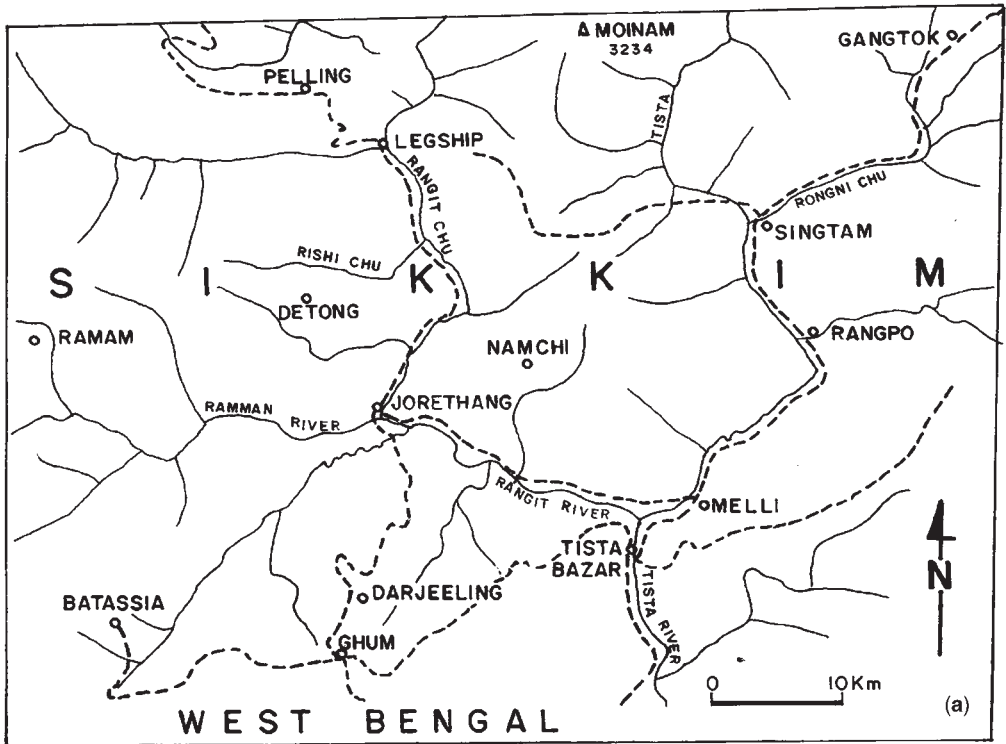 Δ MOINAM
3234
GANGTOK
PELLING
TISTA
LEGSHIP
RANGIT CHU
RONGNI CHU
SINGTAM
RISHI CHU
S I K K I M
DETONG
RAMAM
RANGPO
NAMCHI
JORETHANG
RAMMAN RIVER
RANGIT RIVER
MELLI
TISTA
BAZAR
N
TISTA RIVER
DARJEELING
BATASSIA
GHUM
0 10Km
(a)
WEST BENGAL